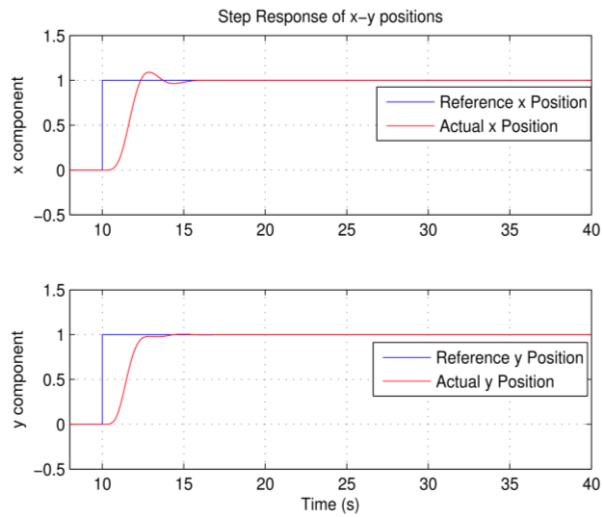 Step Response of x−y positions
1.5
1
0.5
0
−0.5
x component
10 15 20 25 30 35 40
Reference x Position
Actual x Position
1.5
1
0.5
0
−0.5
y component
10 15 20 25 30 35 40
Reference y Position
Actual y Position
Time (s)